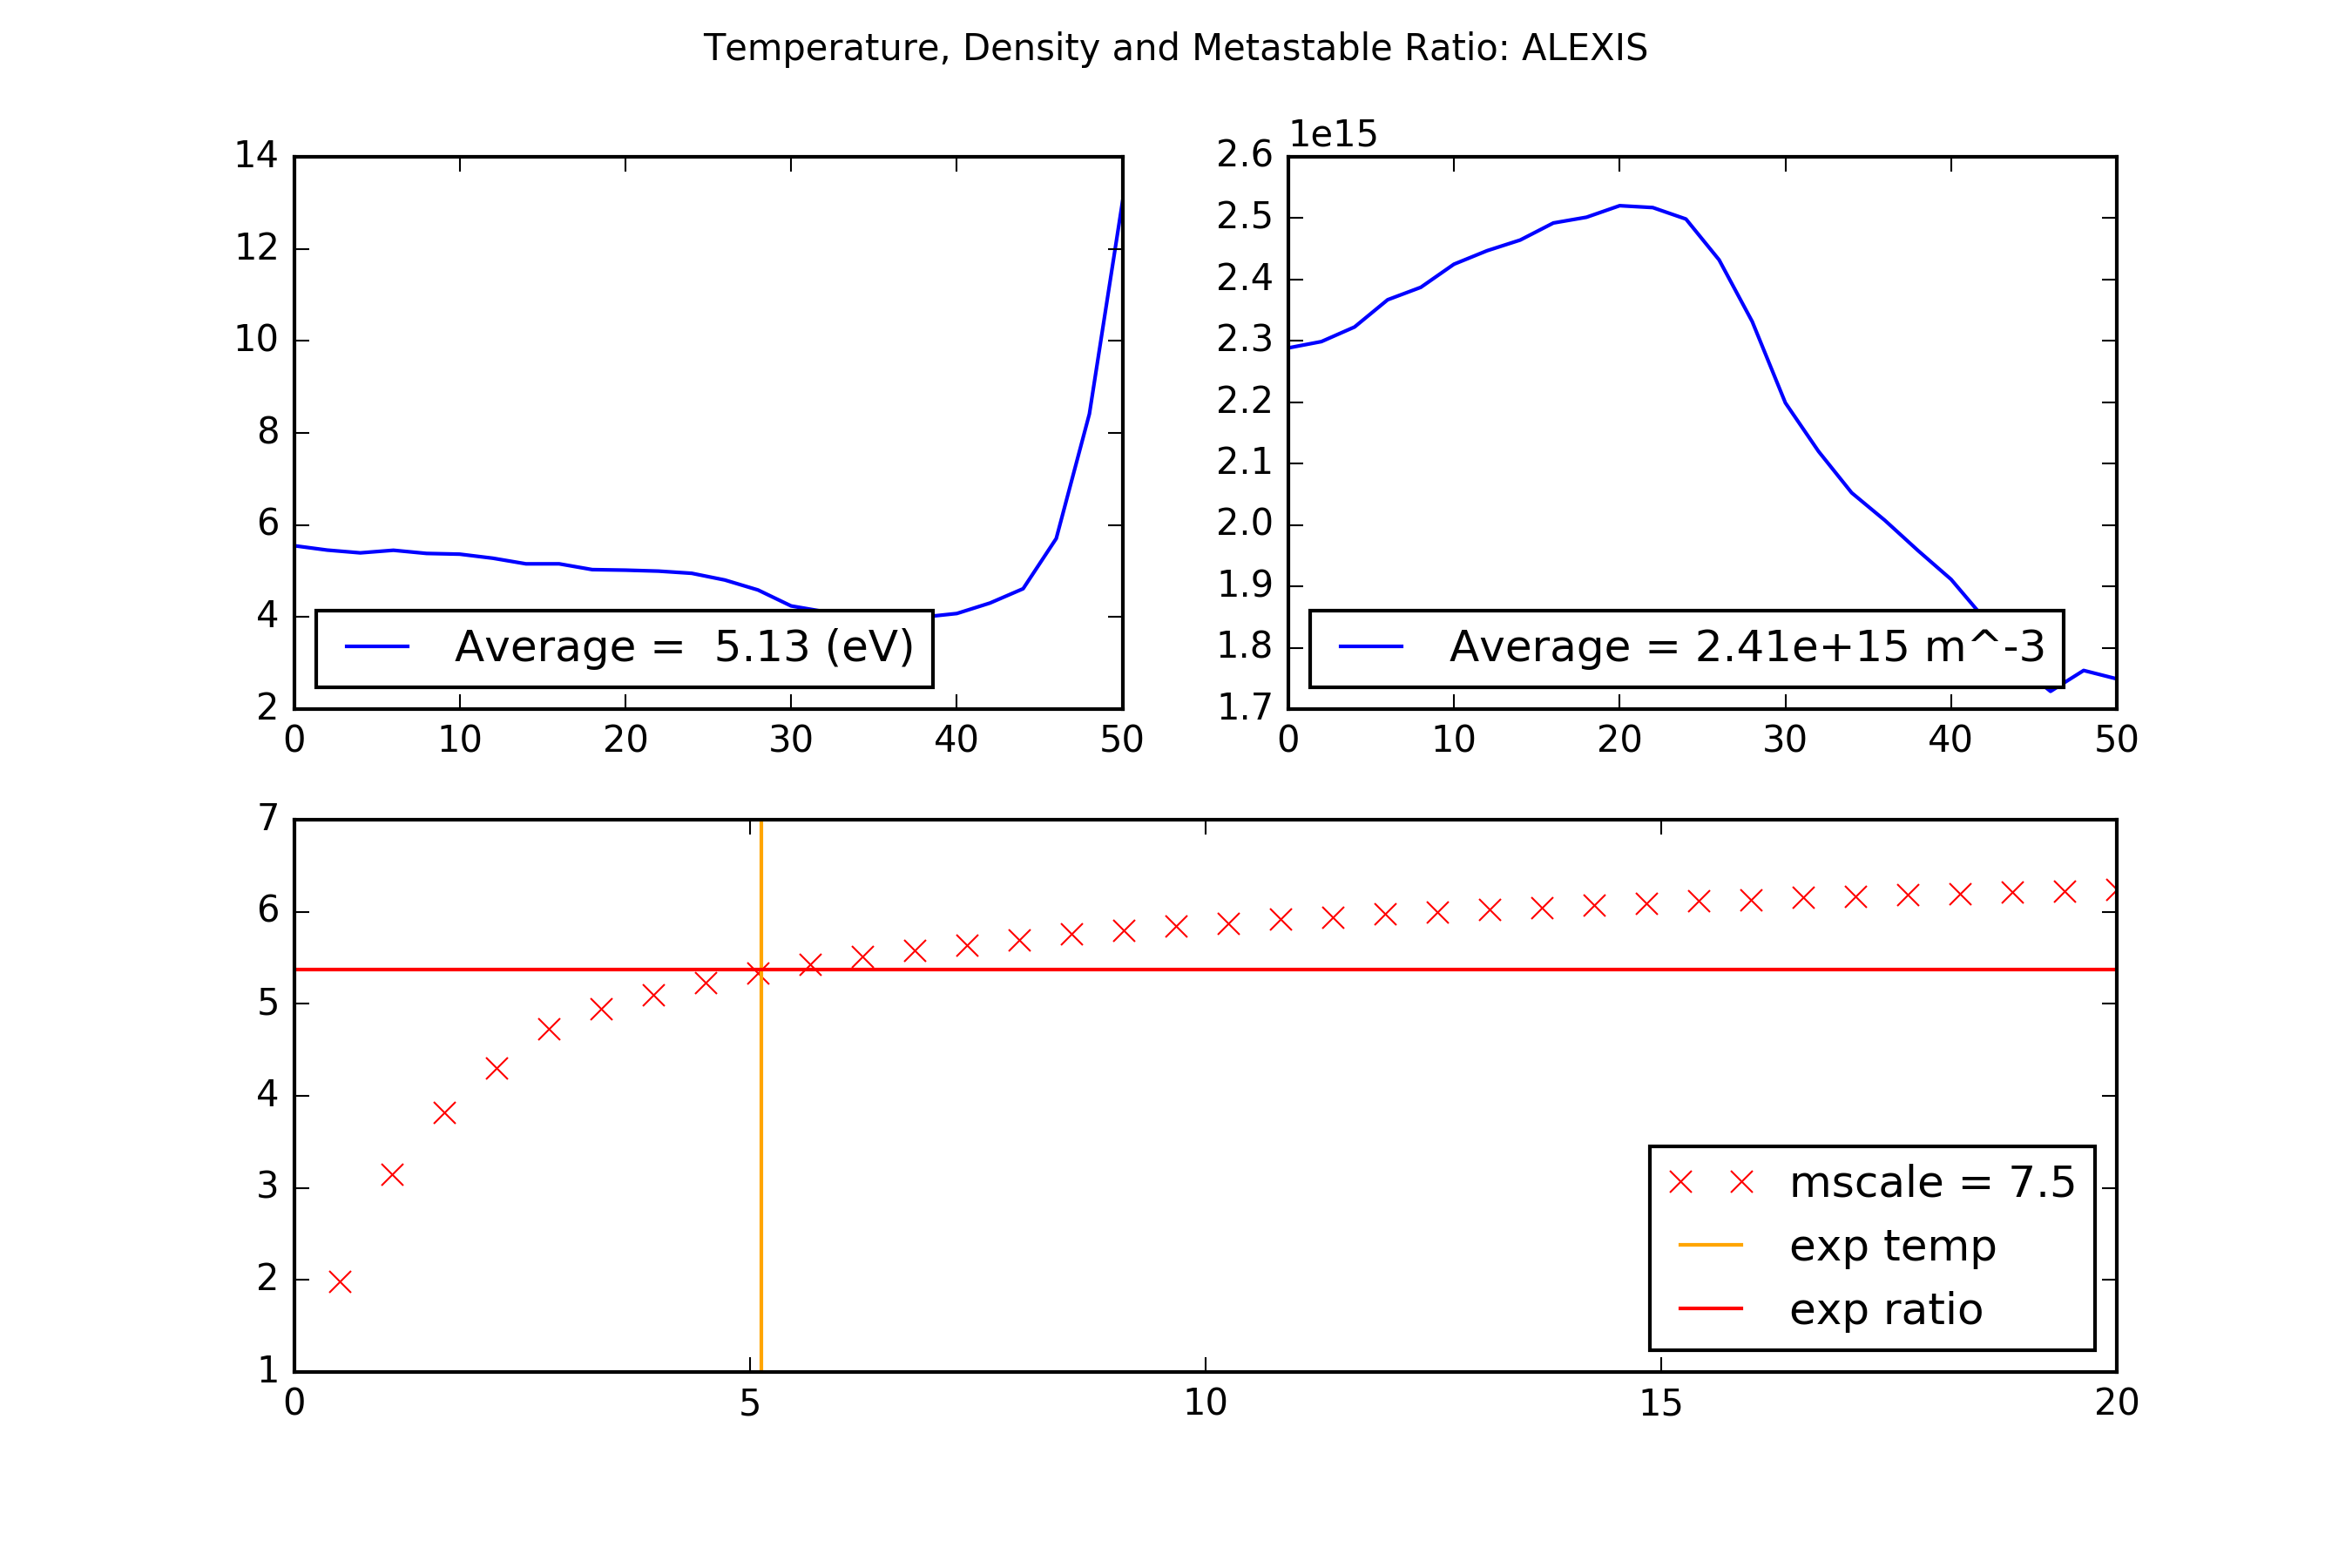 Temperature, Density and Metastable Ratio: ALEXIS
14
12
10
8
6
4
2
0 10 20 30 40 50
Average =  5.13 (eV)
1e15
2.6
2.5
2.4
2.3
2.2
2.1
2.0
1.9
1.8
1.7
0 10 20 30 40 50
Average = 2.41e+15 m^-3
7
6
5
4
3
2
1
0 5 10 15 20
mscale = 7.5
exp temp
exp ratio